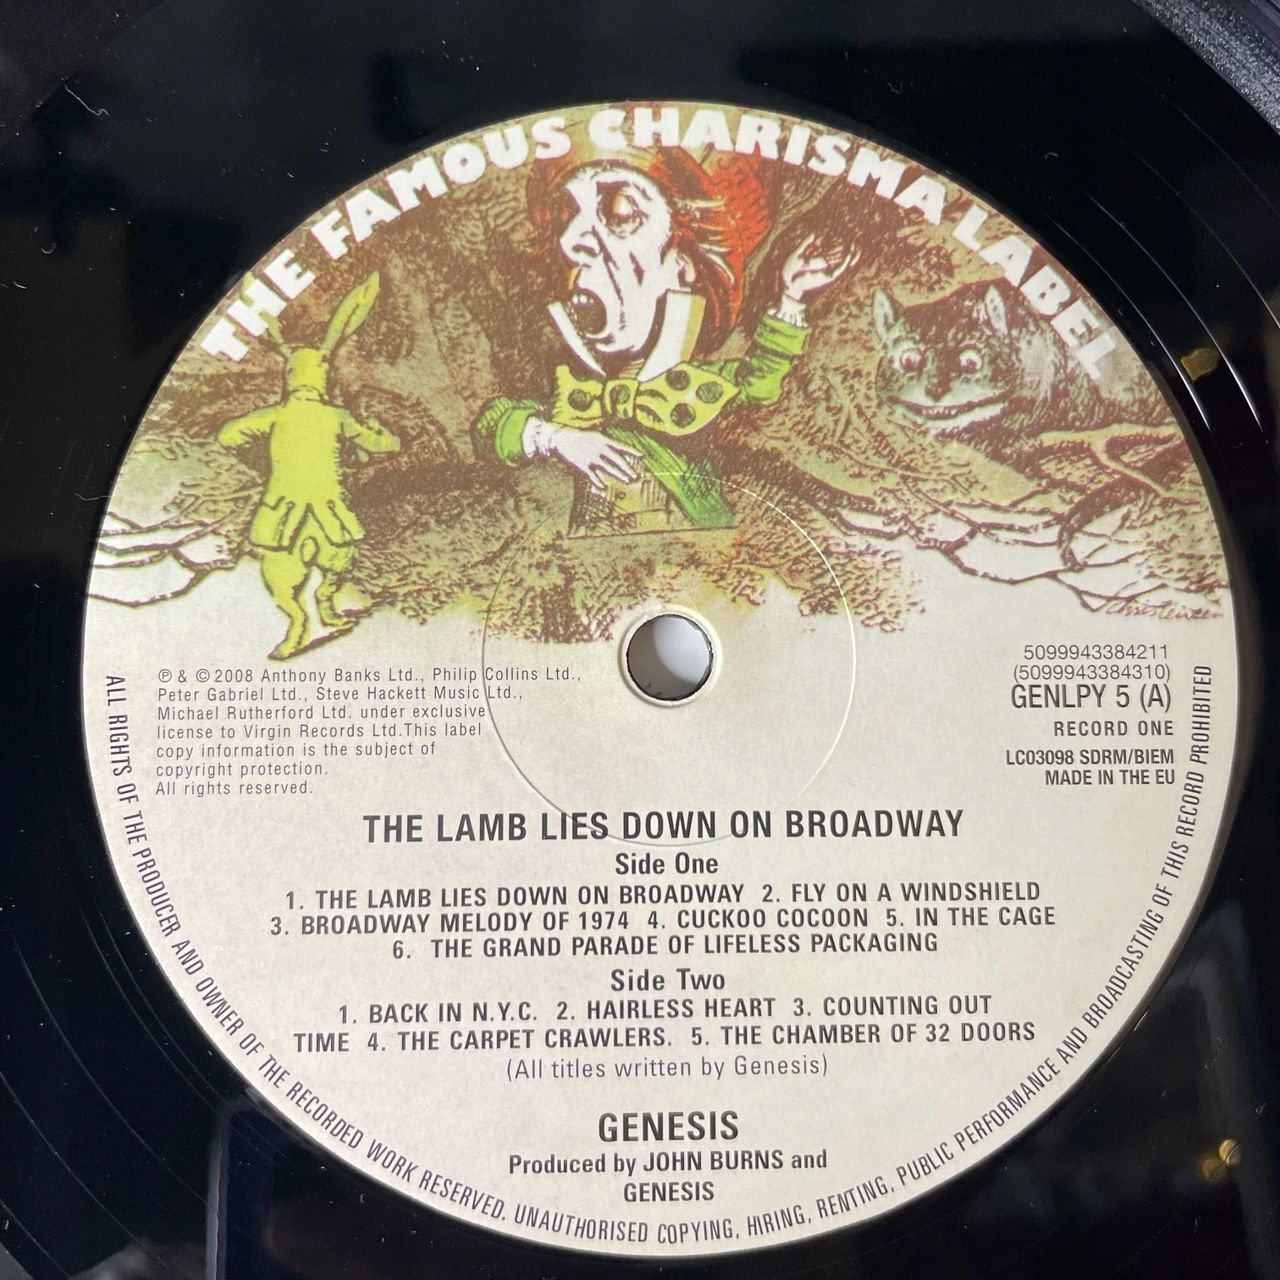 THE FAMOUS CHARISMA LABEL
℗ & © 2008 Anthony Banks Ltd., Philip Collins Ltd.,
Peter Gabriel Ltd., Steve Hackett Music Ltd.,
Michael Rutherford Ltd. under exclusive
license to Virgin Records Ltd.This label
copy information is the subject of
copyright protection.
All rights reserved.
5099943384211
(5099943384310)
GENLPY 5 (A)
RECORD ONE
LC03098 SDRM/BIEM
MADE IN THE EU
THE LAMB LIES DOWN ON BROADWAY
Side One
1. THE LAMB LIES DOWN ON BROADWAY 2. FLY ON A WINDSHIELD
3. BROADWAY MELODY OF 1974 4. CUCKOO COCOON 5. IN THE CAGE
6. THE GRAND PARADE OF LIFELESS PACKAGING
Side Two
1. BACK IN N.Y.C. 2. HAIRLESS HEART 3. COUNTING OUT
TIME 4. THE CARPET CRAWLERS. 5. THE CHAMBER OF 32 DOORS
(All titles written by Genesis)
GENESIS
Produced by JOHN BURNS and
GENESIS
ALL RIGHTS OF THE PRODUCER AND OWNER OF THE RECORDED WORK RESERVED. UNAUTHORISED COPYING, HIRING, RENTING, PUBLIC PERFORMANCE AND BROADCASTING OF THIS RECORD PROHIBITED